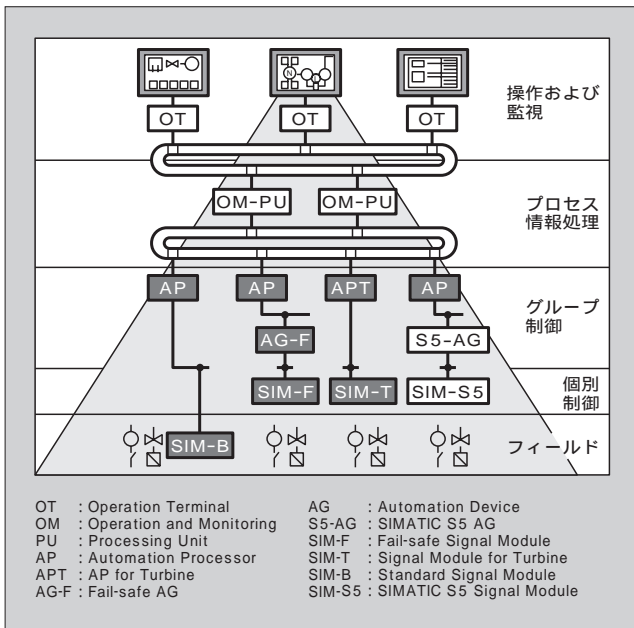 操作および
監視
OT
OT
OT
OM-PU
OM-PU
プロセス
情報処理
AP
AP
APT
AP
グループ
制御
AG-F
S5-AG
SIM-F
SIM-T
SIM-S5
個別
制御
SIM-B
フィールド
OT : Operation Terminal
OM : Operation and Monitoring
PU : Processing Unit
AP : Automation Processor
APT : AP for Turbine
AG-F : Fail-safe AG
AG : Automation Device
S5-AG : SIMATIC S5 AG
SIM-F : Fail-safe Signal Module
SIM-T : Signal Module for Turbine
SIM-B : Standard Signal Module
SIM-S5 : SIMATIC S5 Signal Module